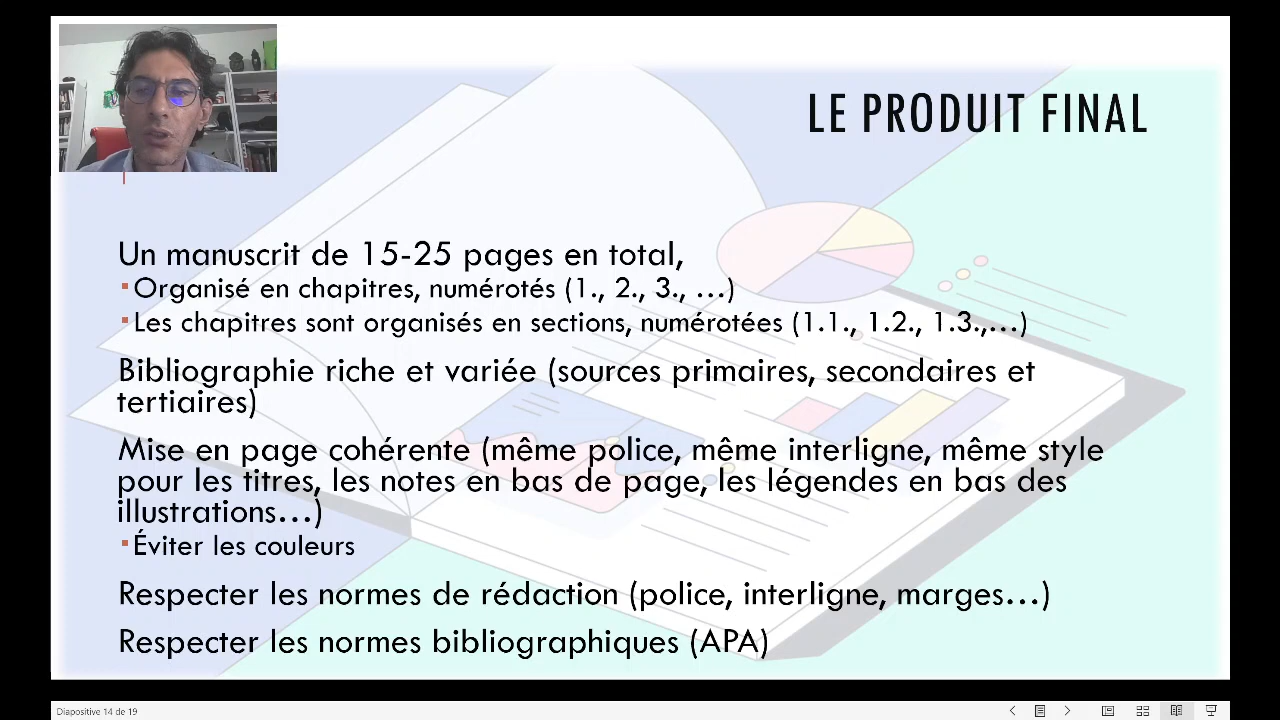 LE PRODUIT FINAL
Un manuscrit de 15-25 pages en total,
Organisé en chapitres, numérotés (1., 2., 3., …)
Les chapitres sont organisés en sections, numérotées (1.1., 1.2., 1.3.,…)
Bibliographie riche et variée (sources primaires, secondaires et
tertiaires)
Mise en page cohérente (même police, même interligne, même style
pour les titres, les notes en bas de page, les légendes en bas des
illustrations…)
Éviter les couleurs
Respecter les normes de rédaction (police, interligne, marges…)
Respecter les normes bibliographiques (APA)
Diapositive 14 de 19